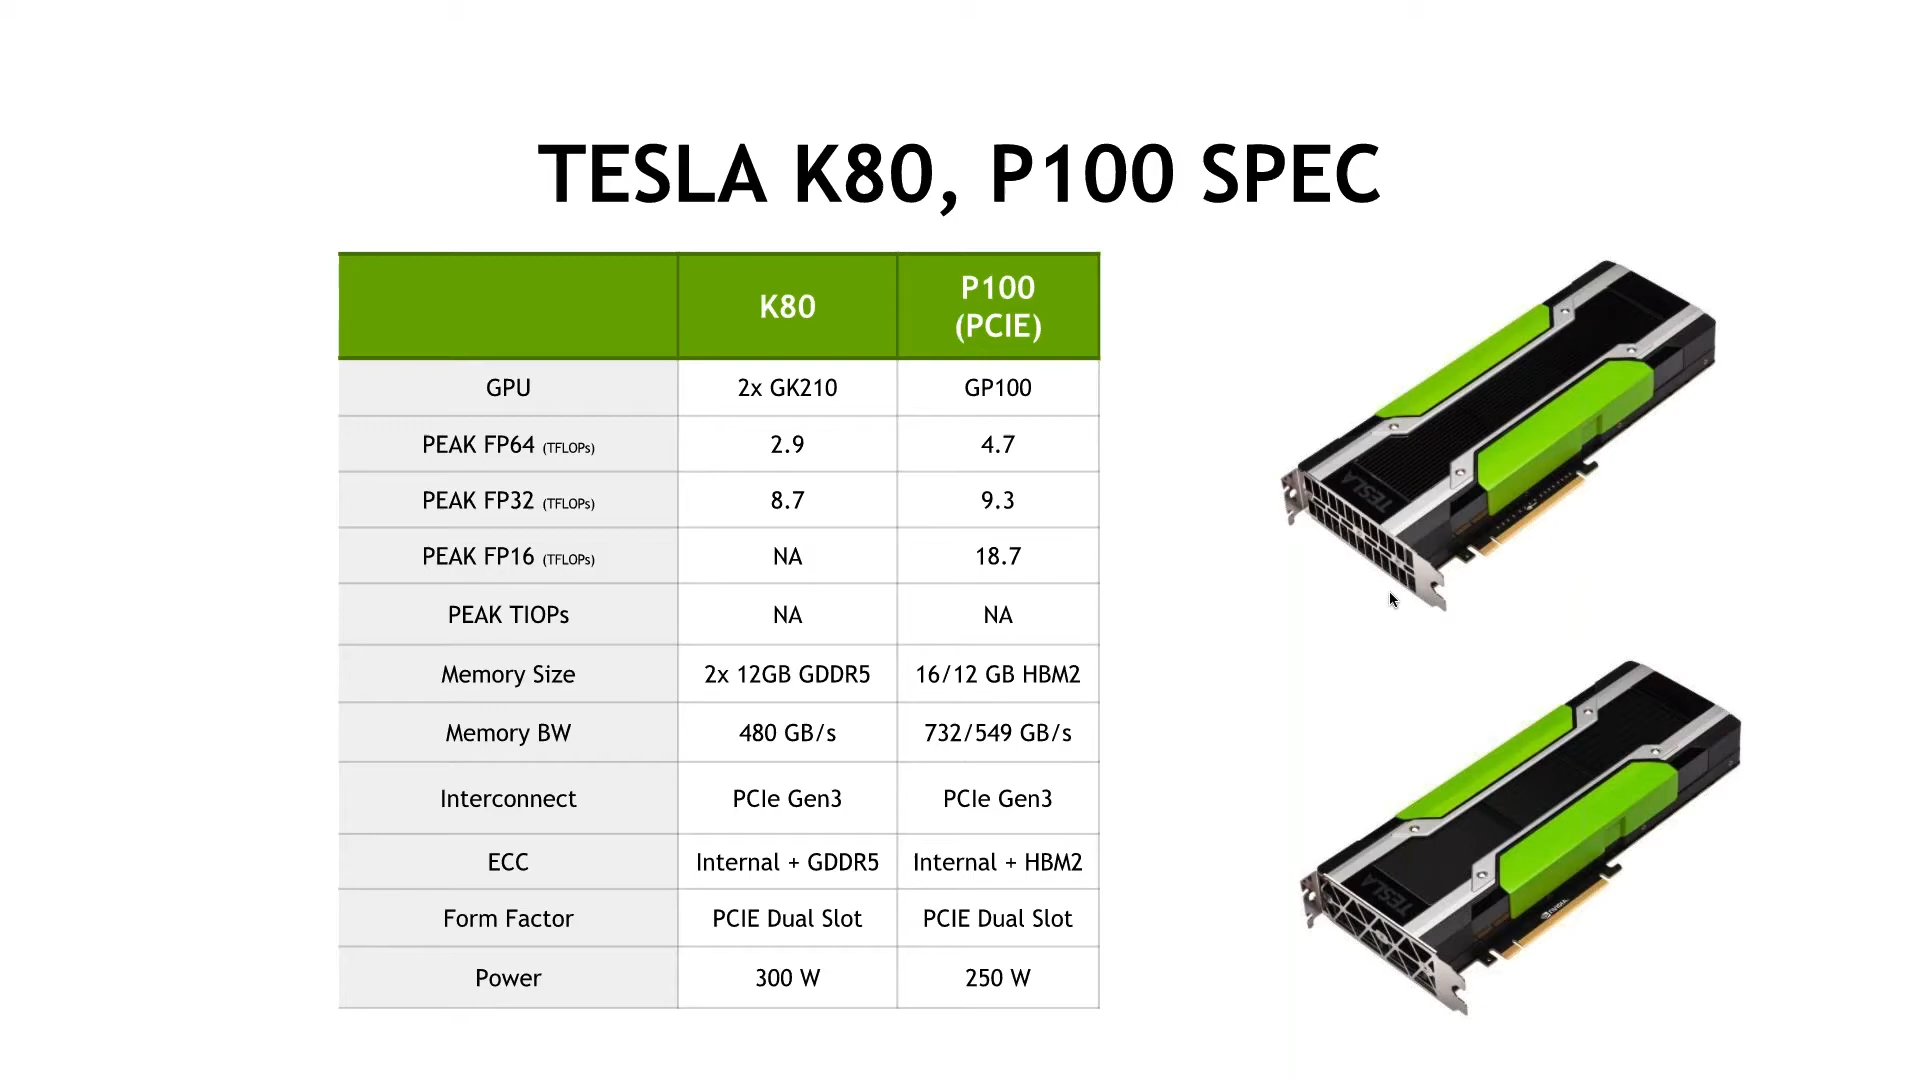 TESLA K80, P100 SPEC
K80
P100
(PCIE)
GPU 2x GK210 GP100
PEAK FP64 (TFLOPs) 2.9 4.7
PEAK FP32 (TFLOPs) 8.7 9.3
PEAK FP16 (TFLOPs) NA 18.7
PEAK TIOPs NA NA
Memory Size 2x 12GB GDDR5 16/12 GB HBM2
Memory BW 480 GB/s 732/549 GB/s
Interconnect PCIe Gen3 PCIe Gen3
ECC Internal + GDDR5 Internal + HBM2
Form Factor PCIE Dual Slot PCIE Dual Slot
Power 300 W 250 W
TESLA
TESLA
NVIDIA.